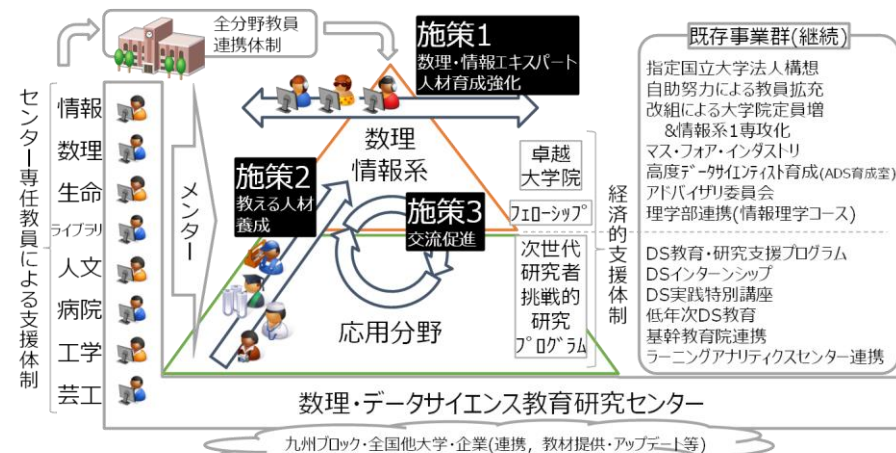 全分野教員
連携体制
施策1
数理・情報エキスパート
人材育成強化
センター専任教員による支援体制
情報
数理
生命
ライブラリ
人文
病院
工学
芸工
メンター
数理
情報系
施策2
教える人材
養成
施策3
交流促進
応用分野
卓越
大学院
フェローシップ
次世代
研究者
挑戦的
研究
プログラム
経済的支援体制
既存事業群(継続)
指定国立大学法人構想
自助努力による教員拡充
改組による大学院定員増
&情報系1専攻化
マス・フォア・インダストリ
高度データサイエンティスト育成(ADS育成室)
アドバイザリ委員会
理学部連携(情報理学コース)
DS教育・研究支援プログラム
DSインターンシップ
DS実践特別講座
低年次DS教育
基幹教育院連携
ラーニングアナリティクスセンター連携
数理・データサイエンス教育研究センター
九州ブロック・全国他大学・企業(連携, 教材提供・アップデート等)